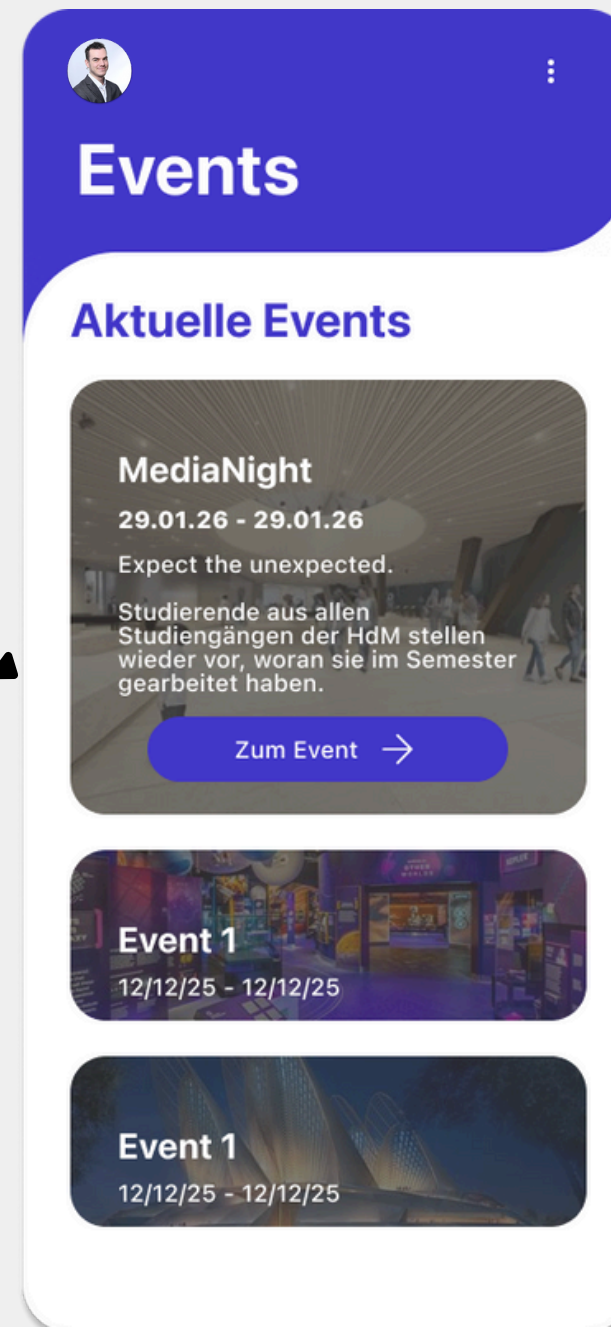 Events
Aktuelle Events
MediaNight
29.01.26 - 29.01.26
Expect the unexpected.
Studierende aus allen
Studiengängen der HdM stellen
wieder vor, woran sie im Semester
gearbeitet haben.
Zum Event
Event 1
12/12/25 - 12/12/25
Event 1
12/12/25 - 12/12/25